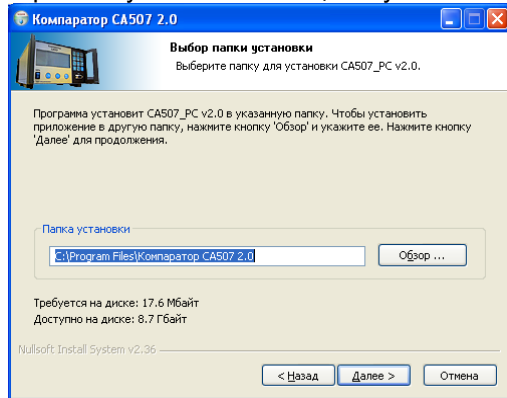 Компаратор CA507 2.0
Выбор папки установки
Выберите папку для установки CA507_PC v2.0.
Программа установит CA507_PC v2.0 в указанную папку. Чтобы установить
приложение в другую папку, нажмите кнопку 'Обзор' и укажите ее. Нажмите кнопку
'Далее' для продолжения.
Папка установки
C:\Program Files\Компаратор CA507 2.0
Обзор ...
Требуется на диске: 17.6 Мбайт
Доступно на диске: 8.7 Гбайт
Nullsoft Install System v2.36
< Назад Далее > Отмена